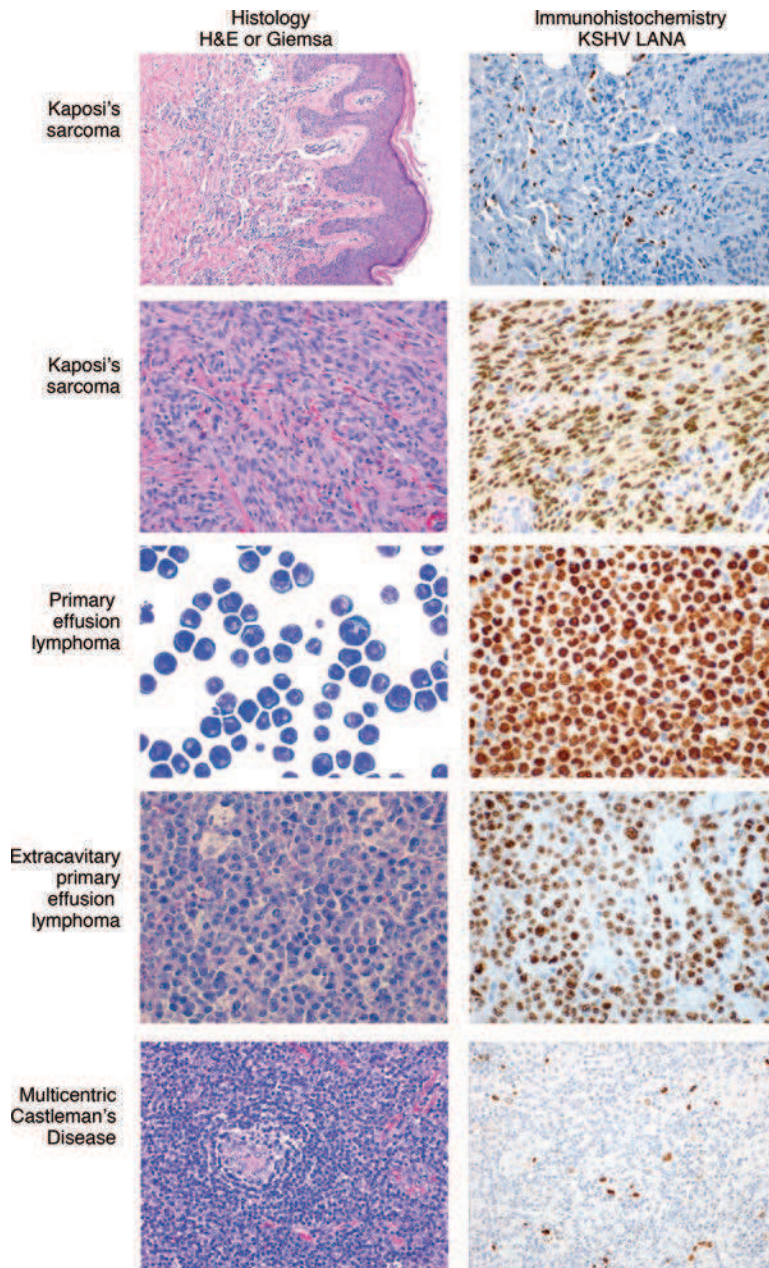 Histology
H&E or Giemsa
Immunohistochemistry
KSHV LANA
Kaposi's
sarcoma
Kaposi's
sarcoma
Primary
effusion
lymphoma
Extracavitary
primary
effusion
lymphoma
Multicentric
Castleman's
Disease